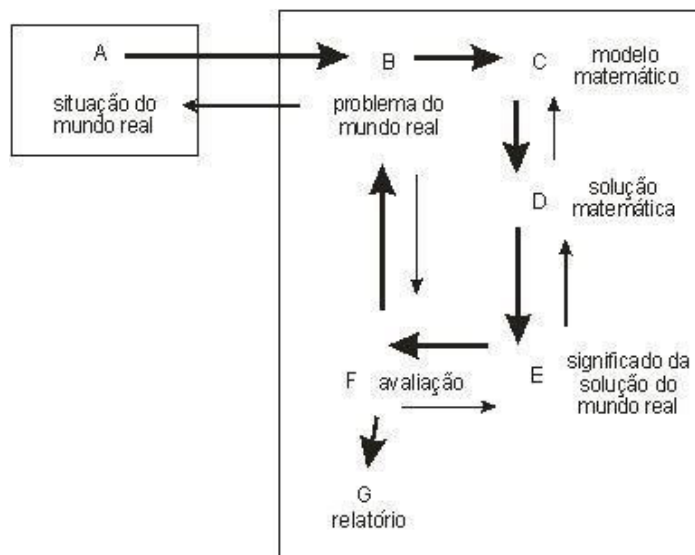 A
situação do
mundo real
B
problema do
mundo real
C
modelo
matemático
D
solução
matemática
E
significado da
solução do
mundo real
F
avaliação
G
relatório